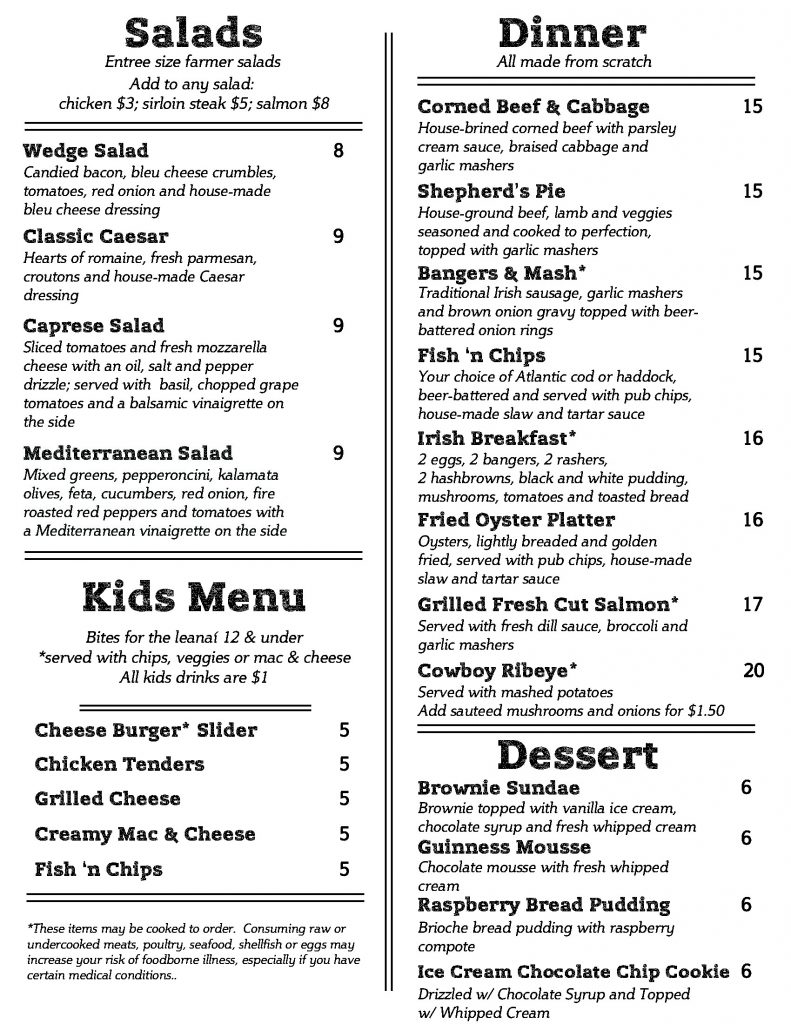 Salads
Entree size farmer salads
Add to any salad:
chicken $3; sirloin steak $5; salmon $8
Wedge Salad 8
Candied bacon, bleu cheese crumbles,
tomatoes, red onion and house-made
bleu cheese dressing
Classic Caesar 9
Hearts of romaine, fresh parmesan,
croutons and house-made Caesar
dressing
Caprese Salad 9
Sliced tomatoes and fresh mozzarella
cheese with an oil, salt and pepper
drizzle; served with basil, chopped grape
tomatoes and a balsamic vinaigrette on
the side
Mediterranean Salad 9
Mixed greens, pepperoncini, kalamata
olives, feta, cucumbers, red onion, fire
roasted red peppers and tomatoes with
a Mediterranean vinaigrette on the side
Kids Menu
Bites for the leanaí 12 & under
*served with chips, veggies or mac & cheese
All kids drinks are $1
Cheese Burger* Slider 5
Chicken Tenders 5
Grilled Cheese 5
Creamy Mac & Cheese 5
Fish 'n Chips 5
*These items may be cooked to order. Consuming raw or
undercooked meats, poultry, seafood, shellfish or eggs may
increase your risk of foodborne illness, especially if you have
certain medical conditions..
Dinner
All made from scratch
Corned Beef & Cabbage 15
House-brined corned beef with parsley
cream sauce, braised cabbage and
garlic mashers
Shepherd's Pie 15
House-ground beef, lamb and veggies
seasoned and cooked to perfection,
topped with garlic mashers
Bangers & Mash* 15
Traditional Irish sausage, garlic mashers
and brown onion gravy topped with beer-
battered onion rings
Fish 'n Chips 15
Your choice of Atlantic cod or haddock,
beer-battered and served with pub chips,
house-made slaw and tartar sauce
Irish Breakfast* 16
2 eggs, 2 bangers, 2 rashers,
2 hashbrowns, black and white pudding,
mushrooms, tomatoes and toasted bread
Fried Oyster Platter 16
Oysters, lightly breaded and golden
fried, served with pub chips, house-made
slaw and tartar sauce
Grilled Fresh Cut Salmon* 17
Served with fresh dill sauce, broccoli and
garlic mashers
Cowboy Ribeye* 20
Served with mashed potatoes
Add sauteed mushrooms and onions for $1.50
Dessert
Brownie Sundae 6
Brownie topped with vanilla ice cream,
chocolate syrup and fresh whipped cream
Guinness Mousse 6
Chocolate mousse with fresh whipped
cream
Raspberry Bread Pudding 6
Brioche bread pudding with raspberry
compote
Ice Cream Chocolate Chip Cookie 6
Drizzled w/ Chocolate Syrup and Topped
w/ Whipped Cream